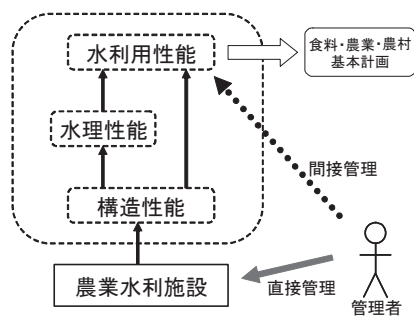 水利用性能
食料・農業・農村
基本計画
水理性能
間接管理
構造性能
農業水利施設
直接管理
管理者